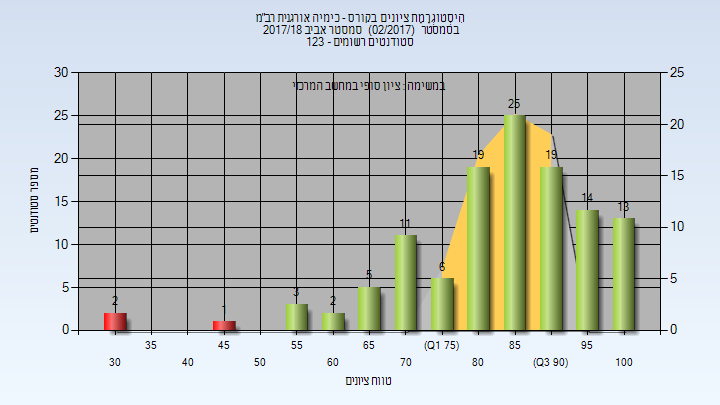 הִיסְטוֹגְרָמַת ציונים בקורס - כימיה אורגנית רב"מ
בסמסטר (02/2017) סמסטר אביב 2017/18
סטודנטים רשומים - 123
במשימה : ציון סופי במחשב המרכזי
30 25
25 20
20 15
15 10
10 5
5 0
0
מספר סטודנטים
2 1 3 2 5 11 6 19 25 19 14 13
35 45 55 65 (Q1 75) 85 95
30 40 50 60 70 80 (Q3 90) 100
טווח ציונים